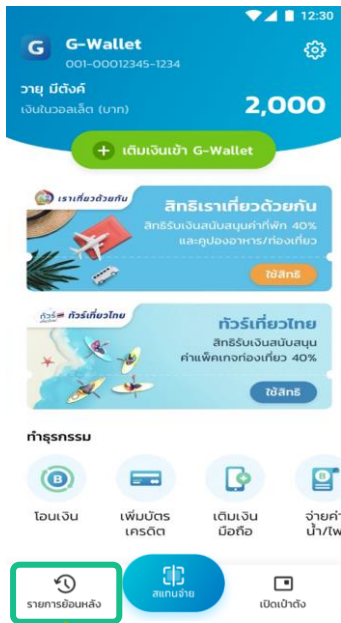 12:30
G G-Wallet
001-00012345-1234
วายุ มีตังค์
เงินในวอลเล็ต (บาท) 2,000
+ เติมเงินเข้า G-Wallet
เราเที่ยวด้วยกัน
สิทธิเราเที่ยวด้วยกัน
สิทธิรับเงินสนับสนุนค่าที่พัก 40%
และคูปองอาหาร/ท่องเที่ยว
ใช้สิทธิ
ทัวร์เที่ยวไทย
ทัวร์เที่ยวไทย
สิทธิรับเงินสนับสนุน
ค่าแพ็คเกจท่องเที่ยว 40%
ใช้สิทธิ
ทำธุรกรรม
โอนเงิน
เพิ่มบัตร
เครดิต
เติมเงิน
มือถือ
จ่ายค่า
น้ำ/ไฟ
รายการย้อนหลัง
สแกนจ่าย
เปิดเป๋าตัง